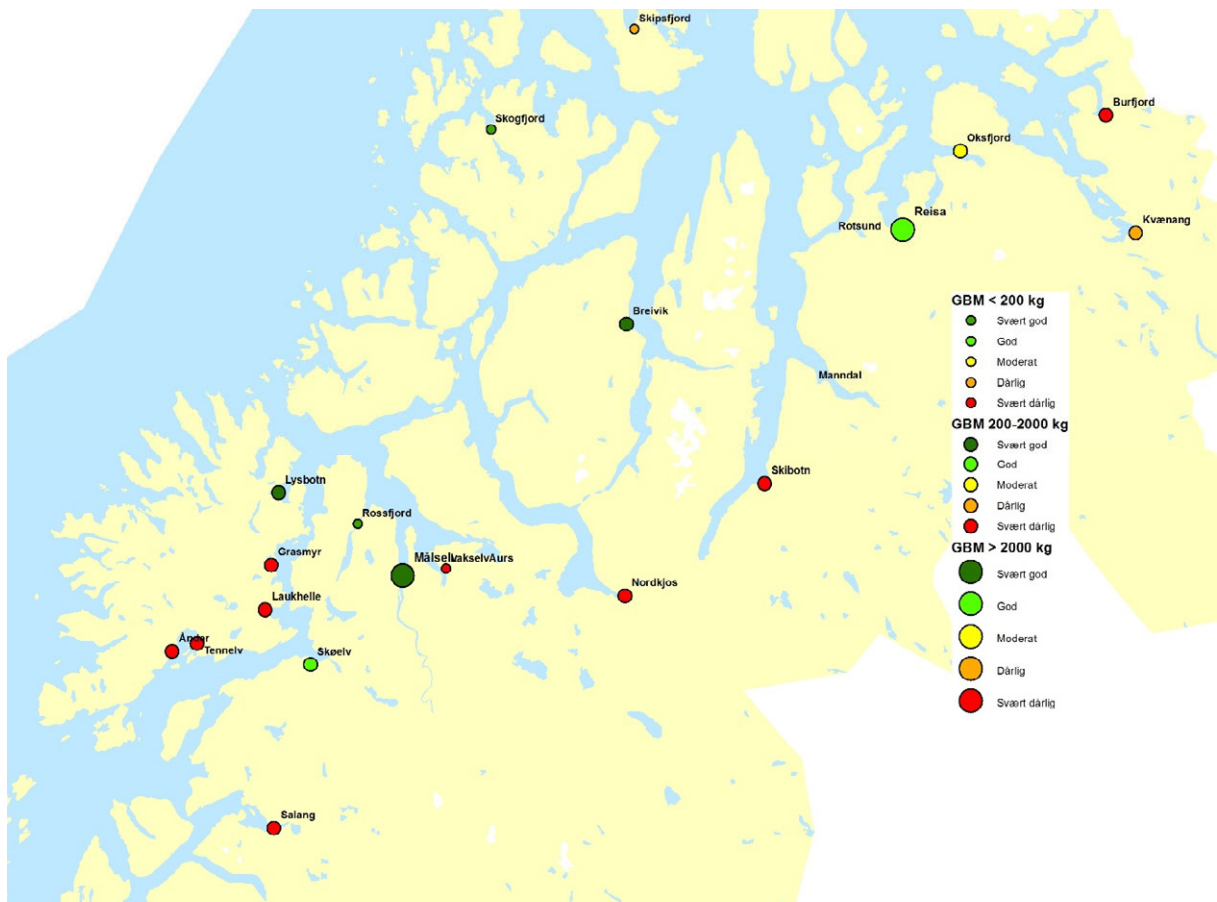 Skipsfjord
Burfjord
Skogfjord
Oksfjord
Reisa
Rotsund
Kvænang
GBM < 200 kg
Svært god
God
Moderat
Dårlig
Svært dårlig
GBM 200-2000 kg
Svært god
God
Moderat
Dårlig
Svært dårlig
GBM > 2000 kg
Svært god
God
Moderat
Dårlig
Svært dårlig
Breivik
Manndal
Skibotn
Lysbotn
Rossfjord
Grasmyr
Målselv
LakselvAurs
Nordkjos
Laukhelle
Ånder
Tennelv
Skøelv
Salang